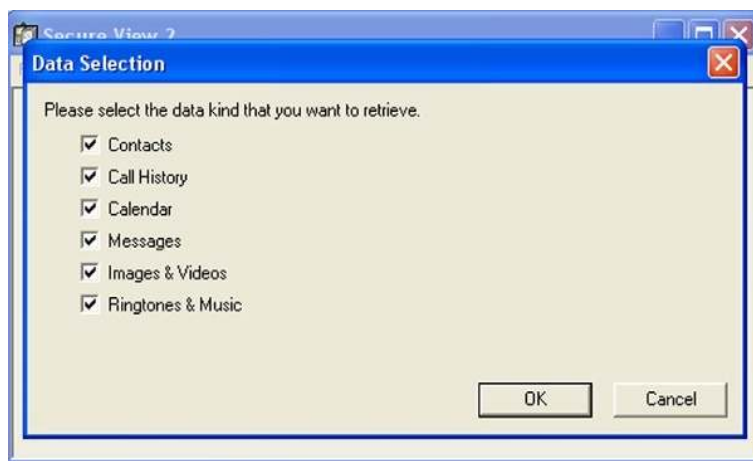 Secure View 2
Data Selection
Please select the data kind that you want to retrieve.
Contacts
Call History
Calendar
Messages
Images & Videos
Ringtones & Music
OK
Cancel